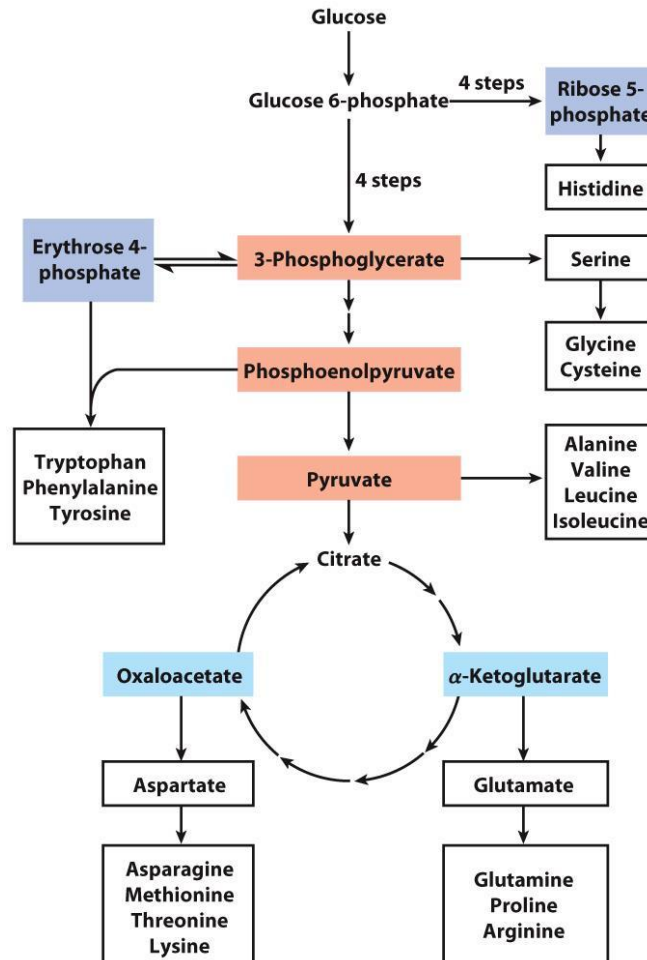 Glucose
Glucose 6-phosphate
4 steps
Ribose 5-
phosphate
Histidine
4 steps
Erythrose 4-
phosphate
3-Phosphoglycerate
Serine
Glycine
Cysteine
Phosphoenolpyruvate
Tryptophan
Phenylalanine
Tyrosine
Pyruvate
Alanine
Valine
Leucine
Isoleucine
Citrate
Oxaloacetate
α-Ketoglutarate
Aspartate
Glutamate
Asparagine
Methionine
Threonine
Lysine
Glutamine
Proline
Arginine